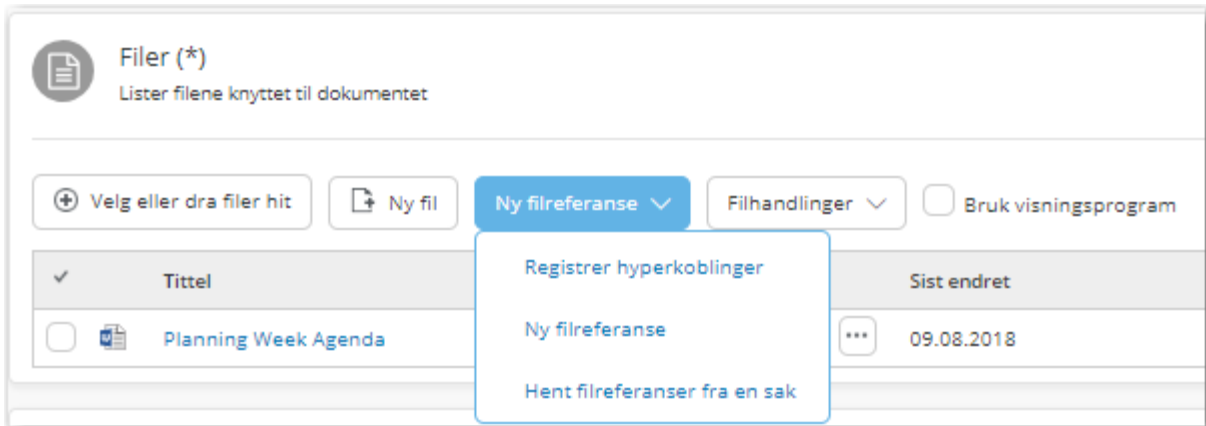 Filer (*)
Lister filene knyttet til dokumentet
Velg eller dra filer hit
Ny fil
Ny filreferanse
Filhandlinger
Bruk visningsprogram
Registrer hyperkoblinger
Ny filreferanse
Hent filreferanser fra en sak
Tittel
Sist endret
Planning Week Agenda
09.08.2018